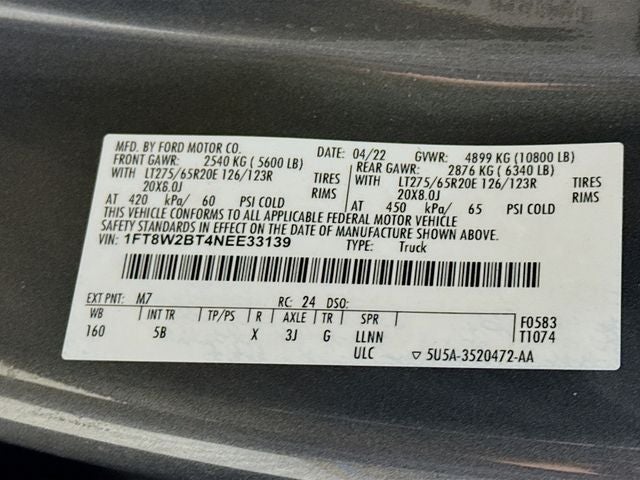 MFD. BY FORD MOTOR CO. DATE: 04/22 GVWR: 4899 KG (10800 LB)
FRONT GAWR: 2540 KG ( 5600 LB) REAR GAWR: 2876 KG ( 6340 LB)
WITH LT275/65R20E 126/123R TIRES WITH LT275/65R20E 126/123R TIRES
20X8.0J RIMS 20X8.0J RIMS
AT 420 kPa/ 60 PSI COLD AT 450 kPa/ 65 PSI COLD
THIS VEHICLE CONFORMS TO ALL APPLICABLE FEDERAL MOTOR VEHICLE
SAFETY STANDARDS IN EFFECT ON THE DATE OF MANUFACTURE SHOWN ABOVE.
VIN: 1FT8W2BT4NEE33139 TYPE: Truck
EXT PNT: M7 RC: 24 DSO:
WB INT TR TP/PS R AXLE TR SPR F0583
160 5B X 3J G LLNN T1074
ULC ▽ 5U5A-3520472-AA